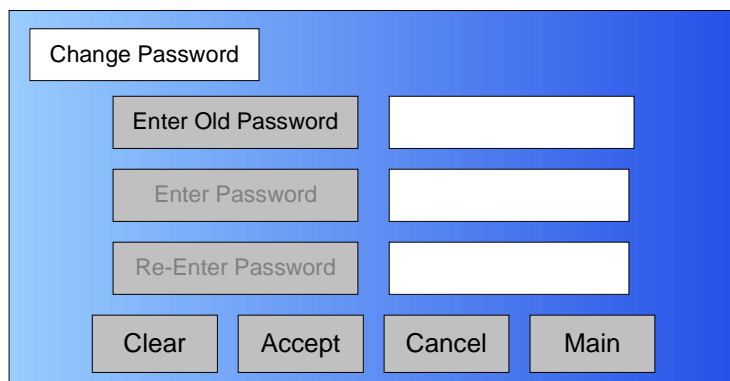 Change Password
Enter Old Password
Enter Password
Re-Enter Password
Clear Accept Cancel Main